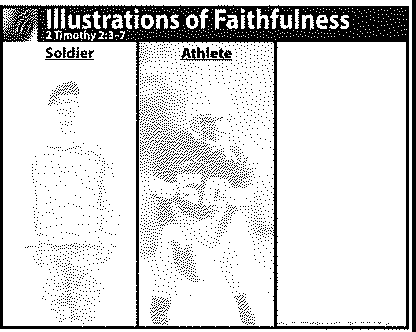 Illustrations of Faithfulness
2 Timothy 2:3-7
Soldier
Athlete